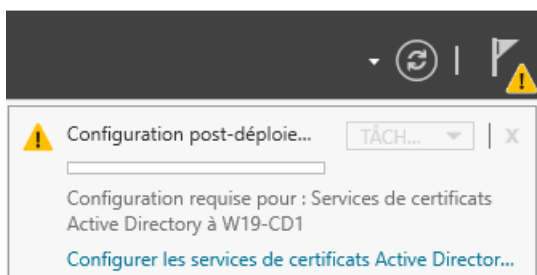 Configuration post-déploie...
TÂCH...
X
Configuration requise pour : Services de certificats
Active Directory à W19-CD1
Configurer les services de certificats Active Director...